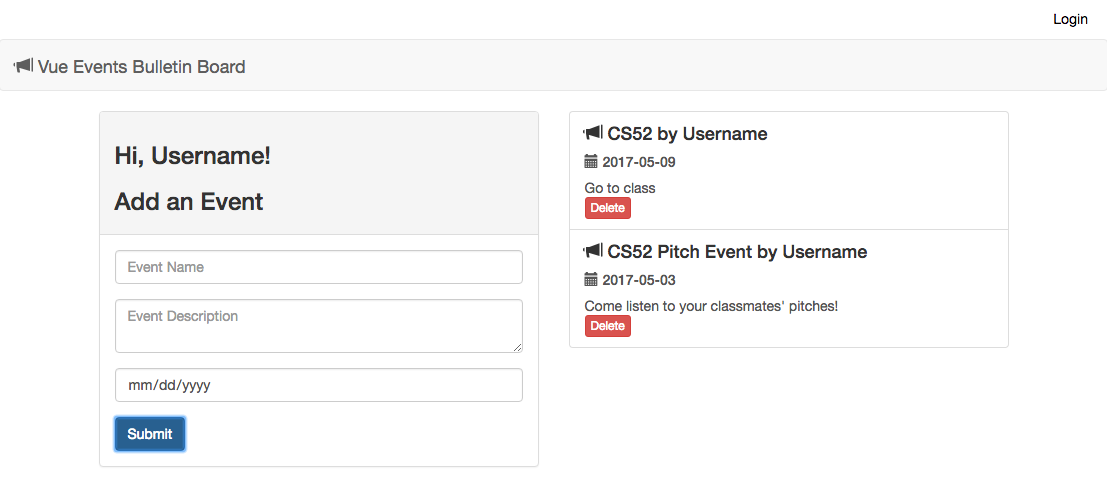 Login
Vue Events Bulletin Board
Hi, Username!
Add an Event
Event Name
Event Description
mm/dd/yyyy
Submit
CS52 by Username
2017-05-09
Go to class
Delete
CS52 Pitch Event by Username
2017-05-03
Come listen to your classmates' pitches!
Delete